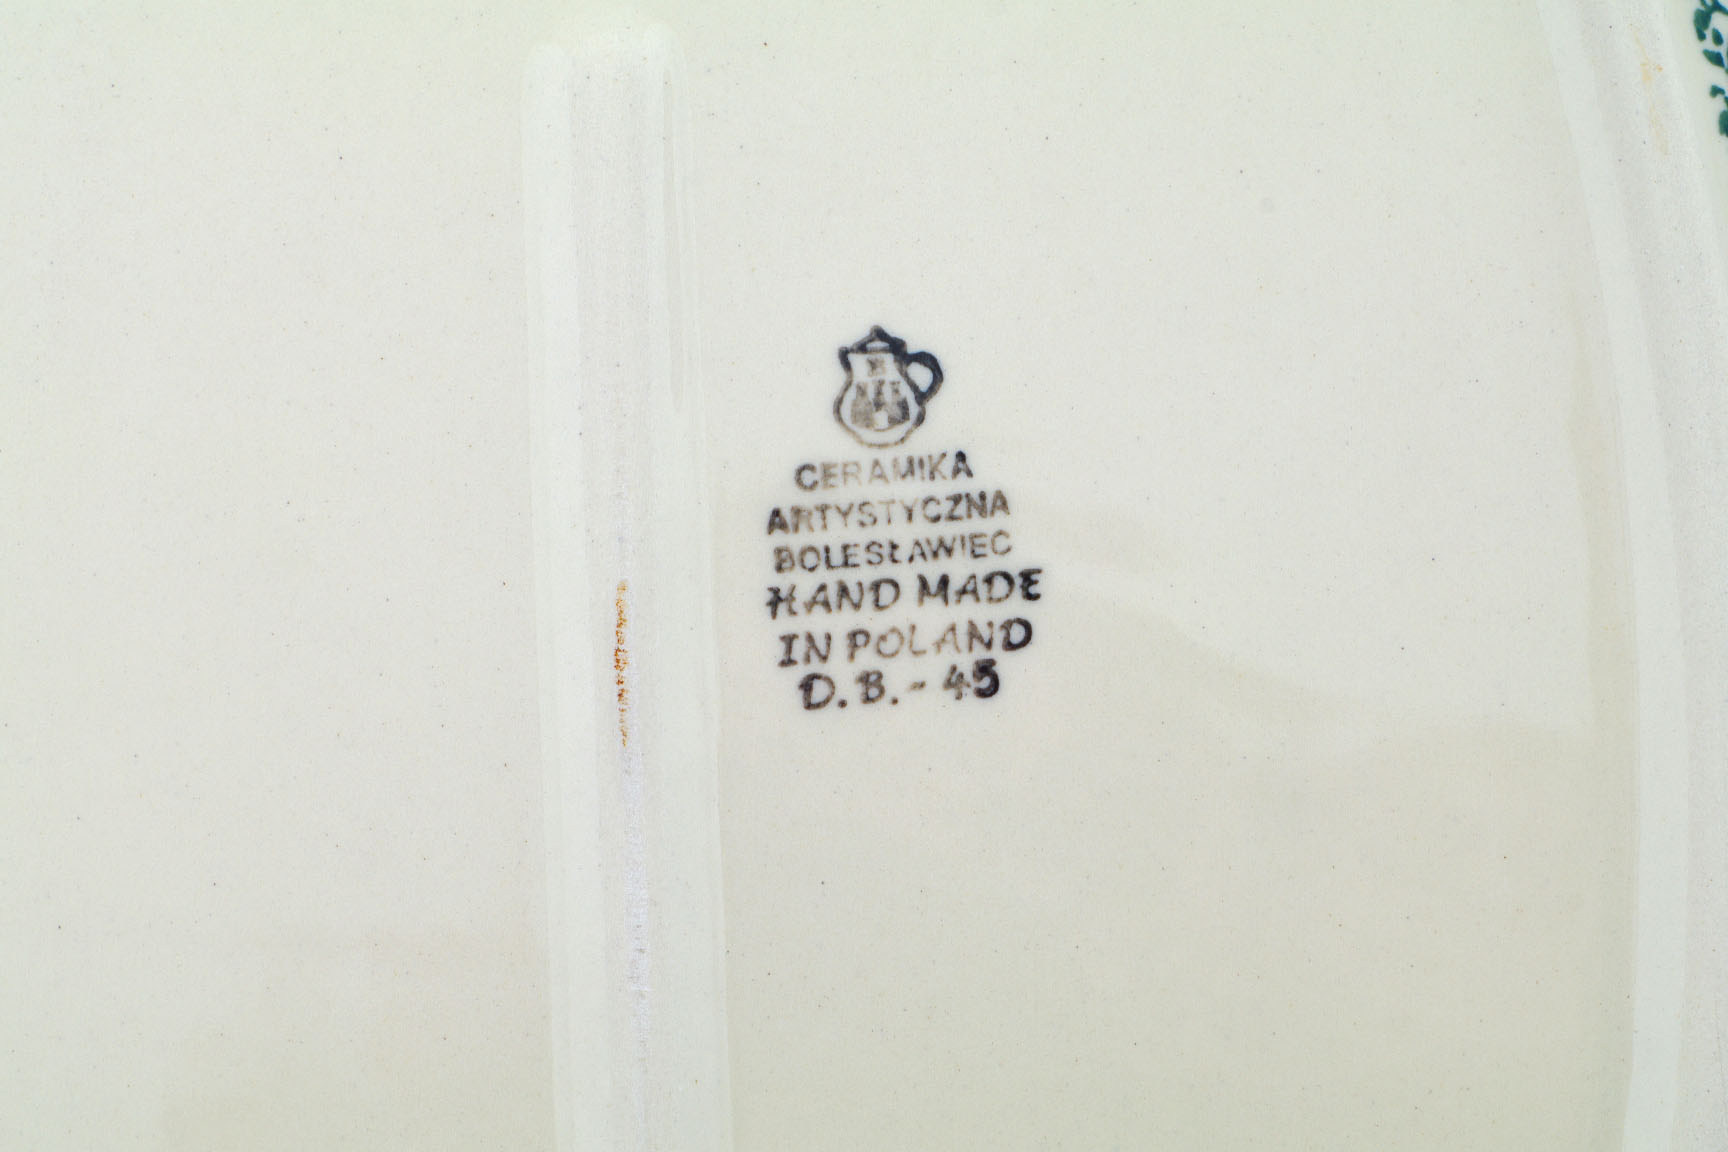 CERAMIKA
ARTYSTYCZNA
BOLESŁAWIEC
HAND MADE
IN POLAND
D.B.-45